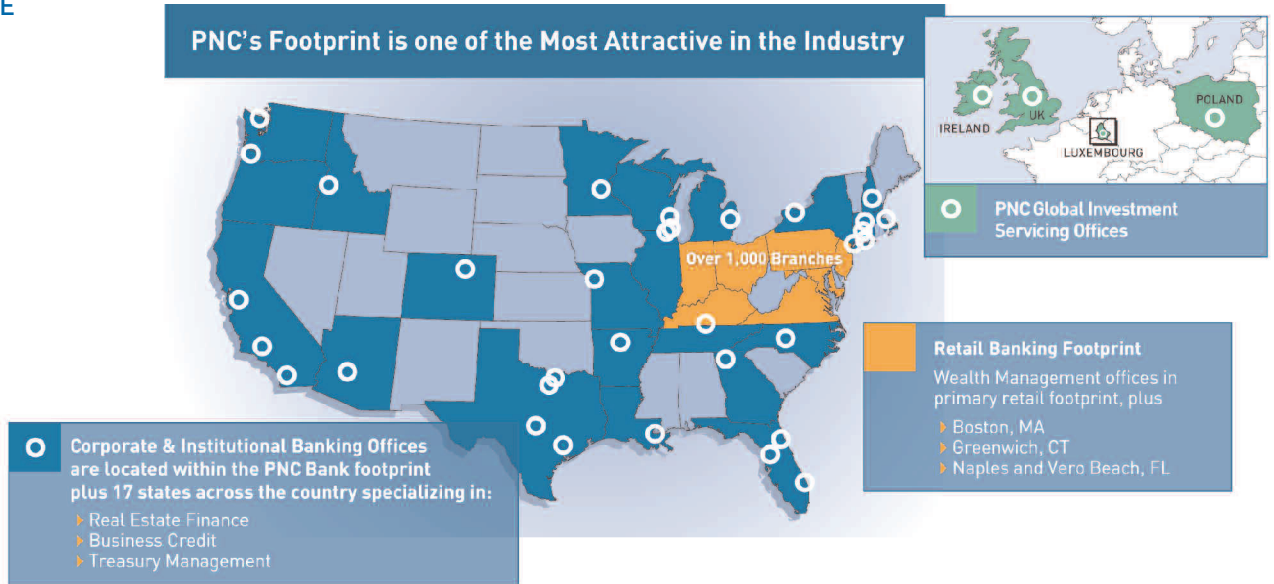 E
PNC's Footprint is one of the Most Attractive in the Industry
IRELAND
UK
POLAND
LUXEMBOURG
PNC Global Investment
Servicing Offices
Over 1,000 Branches
Retail Banking Footprint
Wealth Management offices in
primary retail footprint, plus
Boston, MA
Greenwich, CT
Naples and Vero Beach, FL
Corporate & Institutional Banking Offices
are located within the PNC Bank footprint
plus 17 states across the country specializing in:
Real Estate Finance
Business Credit
Treasury Management